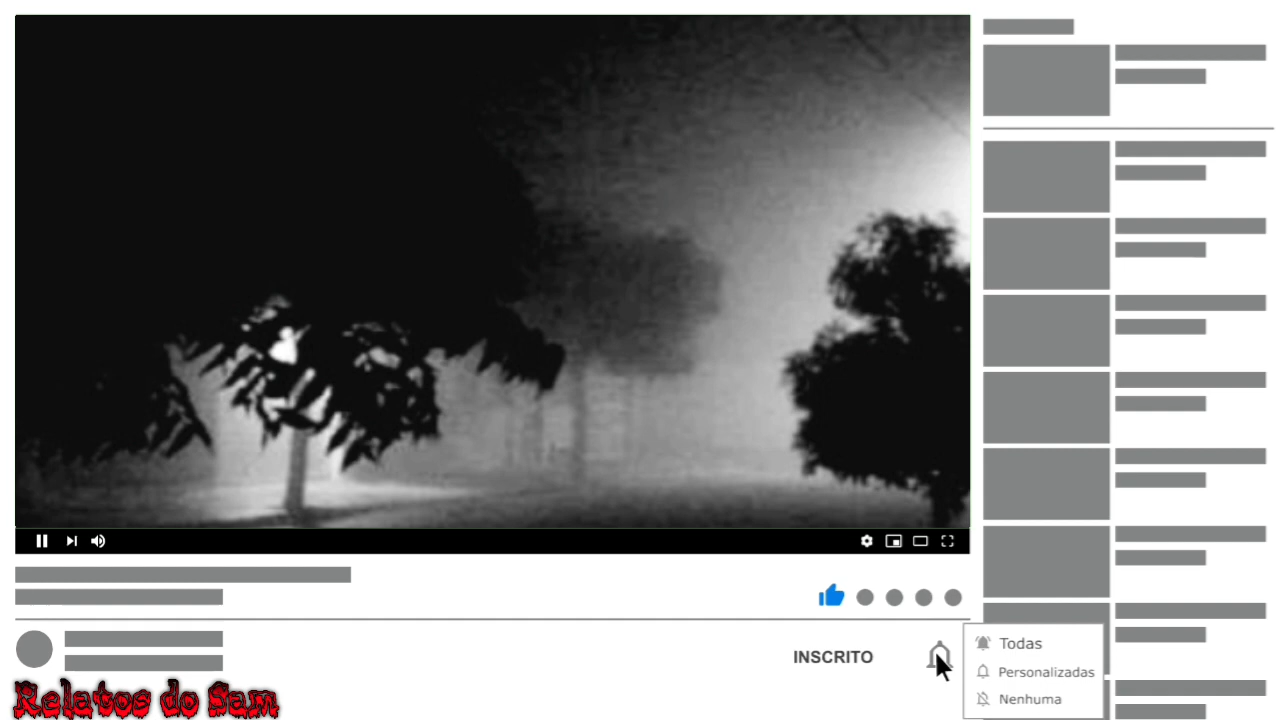 INSCRITO
Todas
Personalizadas
Nenhuma
Relatos do Sam